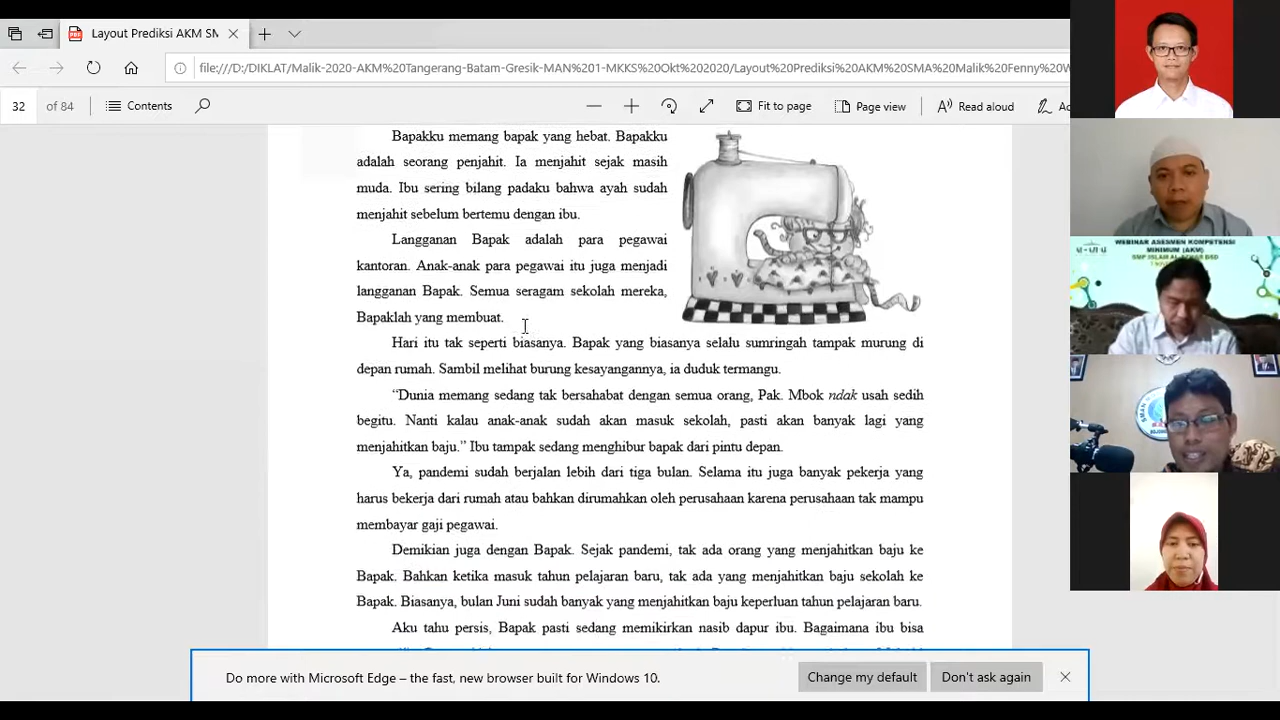 Layout Prediksi AKM SM
file:///D:/DIKLAT/Malik-2020-AKM%20Tangerang-Batam-Gresik-MAN%201-MKKS%20Okt%202020/Layout%20Prediksi%20AKM%20SMA%20Malik%20Fenny%20W
32 of 84 Contents Fit to page Page view Read aloud
Bapakku memang bapak yang hebat. Bapakku
adalah seorang penjahit. Ia menjahit sejak masih
muda. Ibu sering bilang padaku bahwa ayah sudah
menjahit sebelum bertemu dengan ibu.
Langganan Bapak adalah para pegawai
kantoran. Anak-anak para pegawai itu juga menjadi
langganan Bapak. Semua seragam sekolah mereka,
Bapaklah yang membuat.
Hari itu tak seperti biasanya. Bapak yang biasanya selalu sumringah tampak murung di
depan rumah. Sambil melihat burung kesayangannya, ia duduk termangu.
“Dunia memang sedang tak bersahabat dengan semua orang, Pak. Mbok ndak usah sedih
begitu. Nanti kalau anak-anak sudah akan masuk sekolah, pasti akan banyak lagi yang
menjahitkan baju.” Ibu tampak sedang menghibur bapak dari pintu depan.
Ya, pandemi sudah berjalan lebih dari tiga bulan. Selama itu juga banyak pekerja yang
harus bekerja dari rumah atau bahkan dirumahkan oleh perusahaan karena perusahaan tak mampu
membayar gaji pegawai.
Demikian juga dengan Bapak. Sejak pandemi, tak ada orang yang menjahitkan baju ke
Bapak. Bahkan ketika masuk tahun pelajaran baru, tak ada yang menjahitkan baju sekolah ke
Bapak. Biasanya, bulan Juni sudah banyak yang menjahitkan baju keperluan tahun pelajaran baru.
Aku tahu persis, Bapak pasti sedang memikirkan nasib dapur ibu. Bagaimana ibu bisa
Do more with Microsoft Edge – the fast, new browser built for Windows 10.
Change my default
Don't ask again
WEBINAR ASESMEN KOMPETENSI
MINIMUM (AKM)